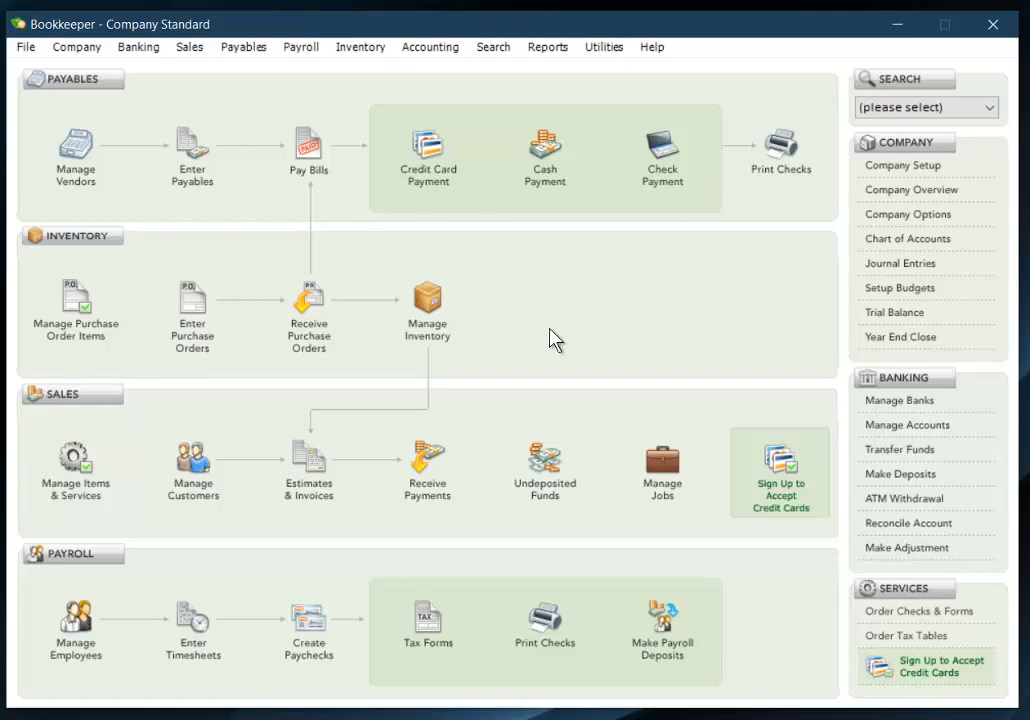 Bookkeeper - Company Standard
File Company Banking Sales Payables Payroll Inventory Accounting Search Reports Utilities Help
PAYABLES
Manage
Vendors
Enter
Payables
PAID
Pay Bills
Credit Card
Payment
Cash
Payment
Check
Payment
Print Checks
INVENTORY
P.O.
Manage Purchase
Order Items
P.O.
Enter
Purchase
Orders
P.O.
Receive
Purchase
Orders
Manage
Inventory
SALES
Manage Items
& Services
Manage
Customers
Estimates
& Invoices
Receive
Payments
Undeposited
Funds
Manage
Jobs
Sign Up to
Accept
Credit Cards
PAYROLL
Manage
Employees
Enter
Timesheets
Create
Paychecks
TAX
Tax Forms
Print Checks
Make Payroll
Deposits
SEARCH
(please select)
COMPANY
Company Setup
Company Overview
Company Options
Chart of Accounts
Journal Entries
Setup Budgets
Trial Balance
Year End Close
BANKING
Manage Banks
Manage Accounts
Transfer Funds
Make Deposits
ATM Withdrawal
Reconcile Account
Make Adjustment
SERVICES
Order Checks & Forms
Order Tax Tables
Sign Up to Accept
Credit Cards